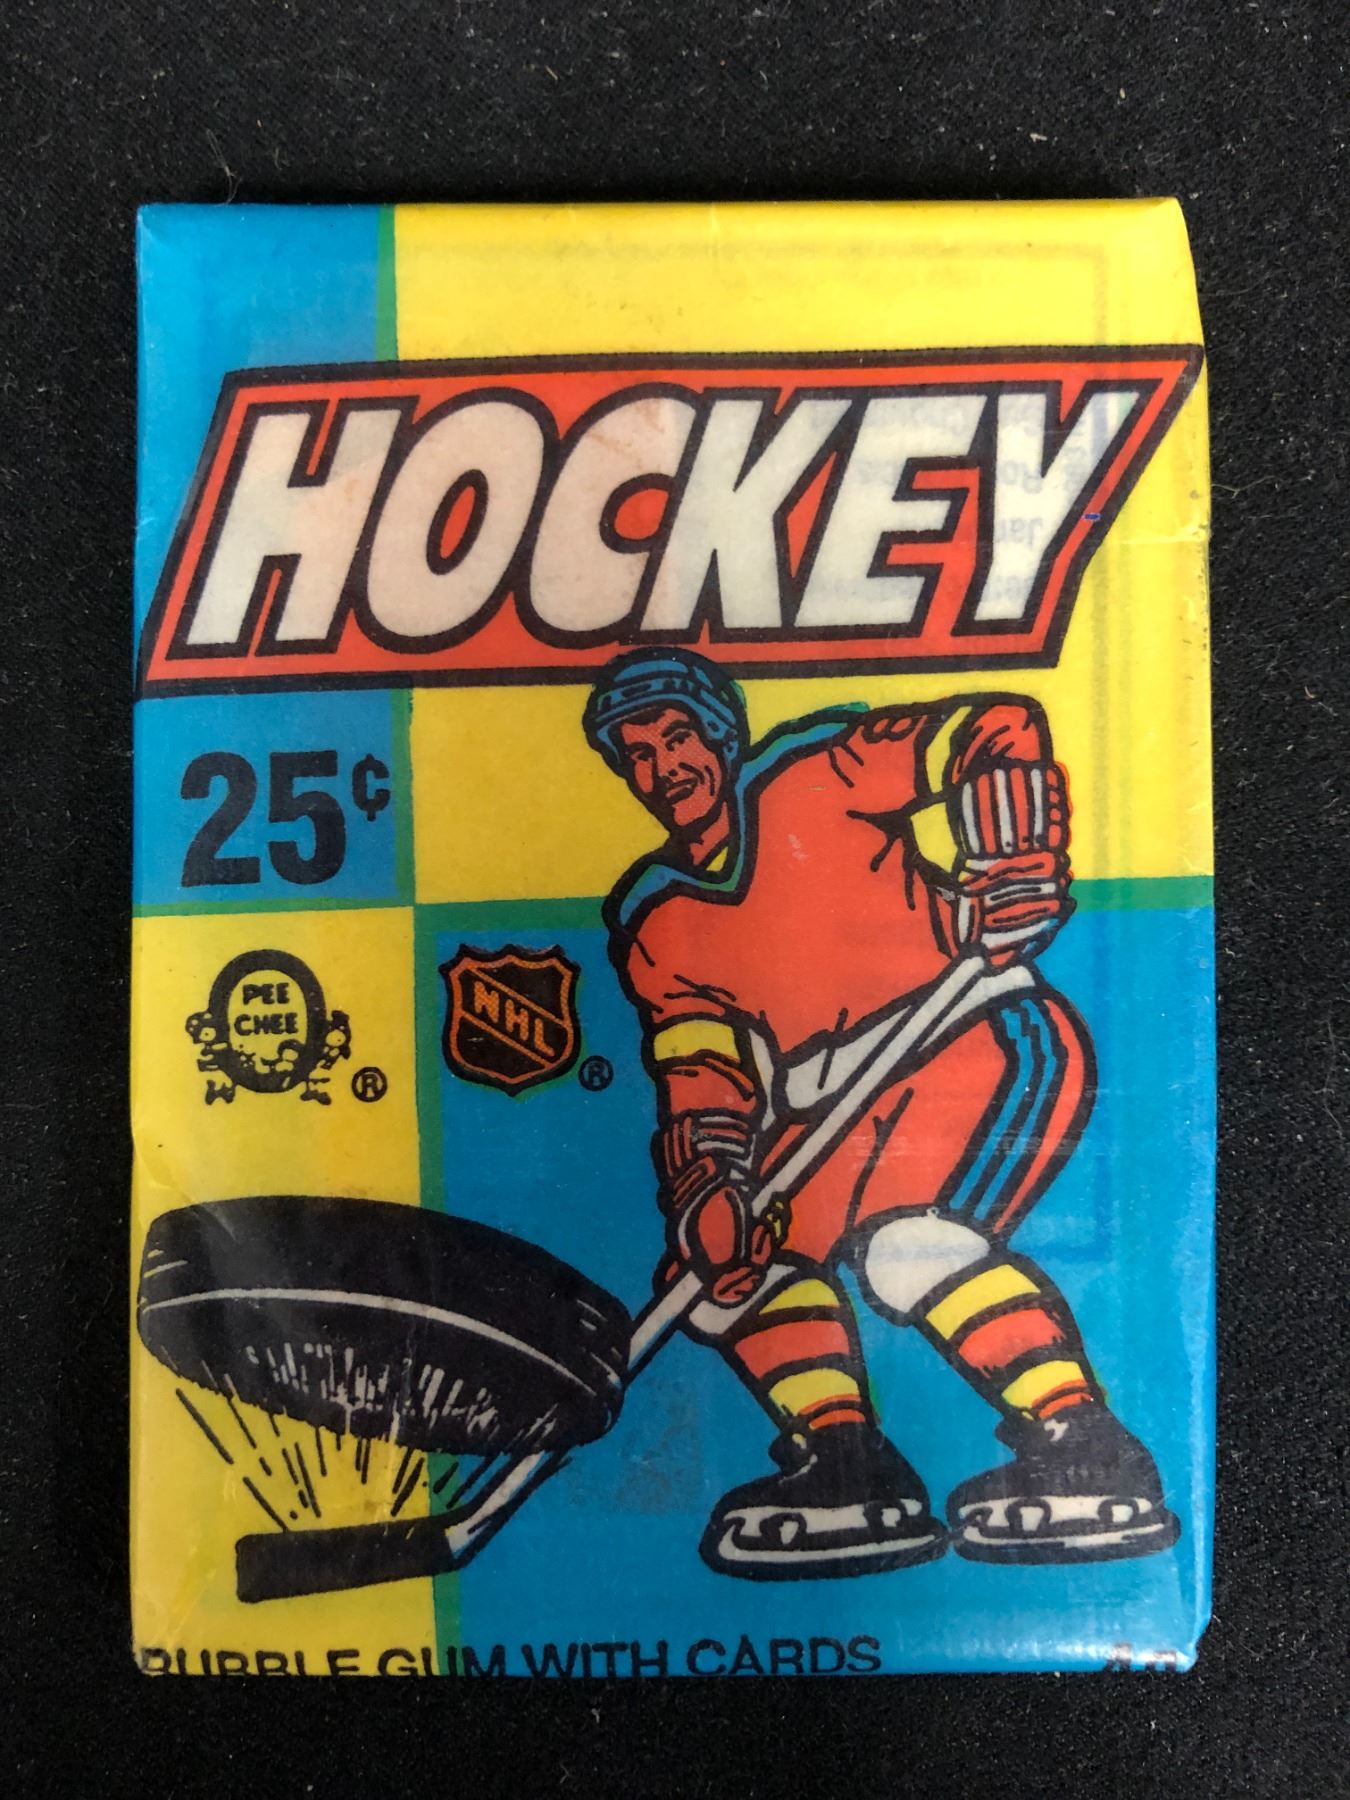 HOCKEY
25¢
PEE
CHEE
®
NHL
®
BUBBLE GUM WITH CARDS